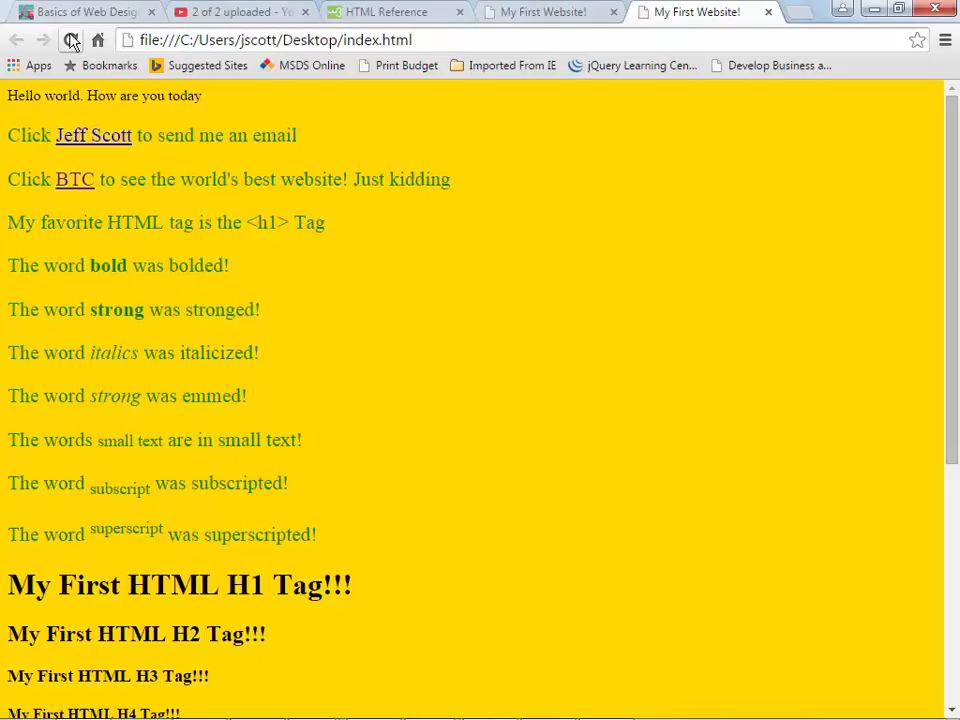 Basics of Web Desig
2 of 2 uploaded - Yo
HTML Reference
My First Website!
My First Website!
file:///C:/Users/jscott/Desktop/index.html
Apps Bookmarks Suggested Sites MSDS Online Print Budget Imported From IE jQuery Learning Cen... Develop Business a...
Hello world. How are you today
Click Jeff Scott to send me an email
Click BTC to see the world's best website! Just kidding
My favorite HTML tag is the <h1> Tag
The word bold was bolded!
The word strong was stronged!
The word italics was italicized!
The word strong was emmed!
The words small text are in small text!
The word subscript was subscripted!
The word superscript was superscripted!
My First HTML H1 Tag!!!
My First HTML H2 Tag!!!
My First HTML H3 Tag!!!
My First HTML H4 Tag!!!